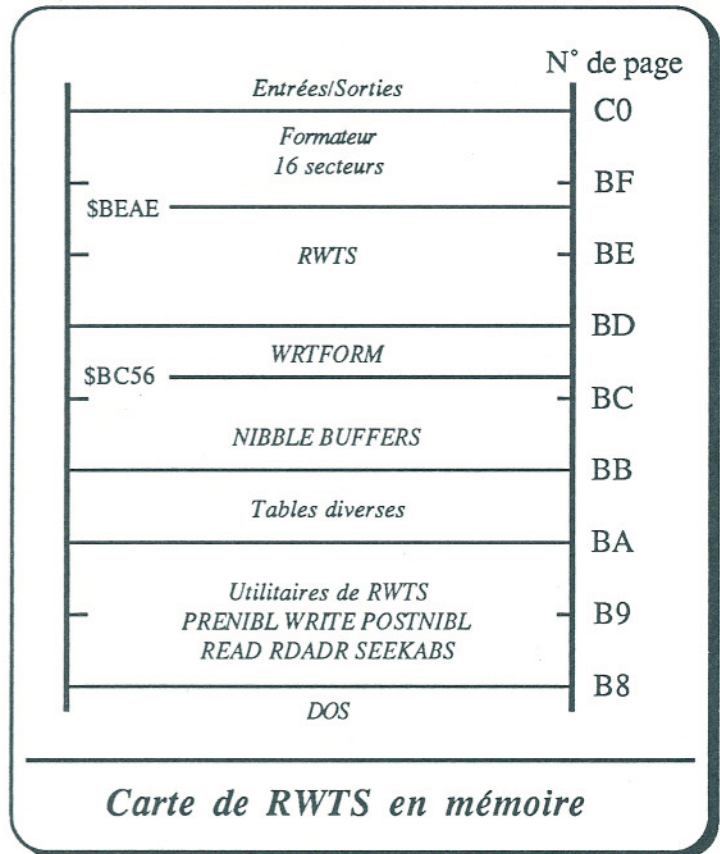 N° de page
Entrées/Sorties
C0
Formateur
16 secteurs
BF
$BEAE
RWTS
BE
BD
WRTFORM
$BC56
BC
NIBBLE BUFFERS
BB
Tables diverses
BA
Utilitaires de RWTS
PRENIBL WRITE POSTNIBL
B9
READ RDADR SEEKABS
B8
DOS
Carte de RWTS en mémoire